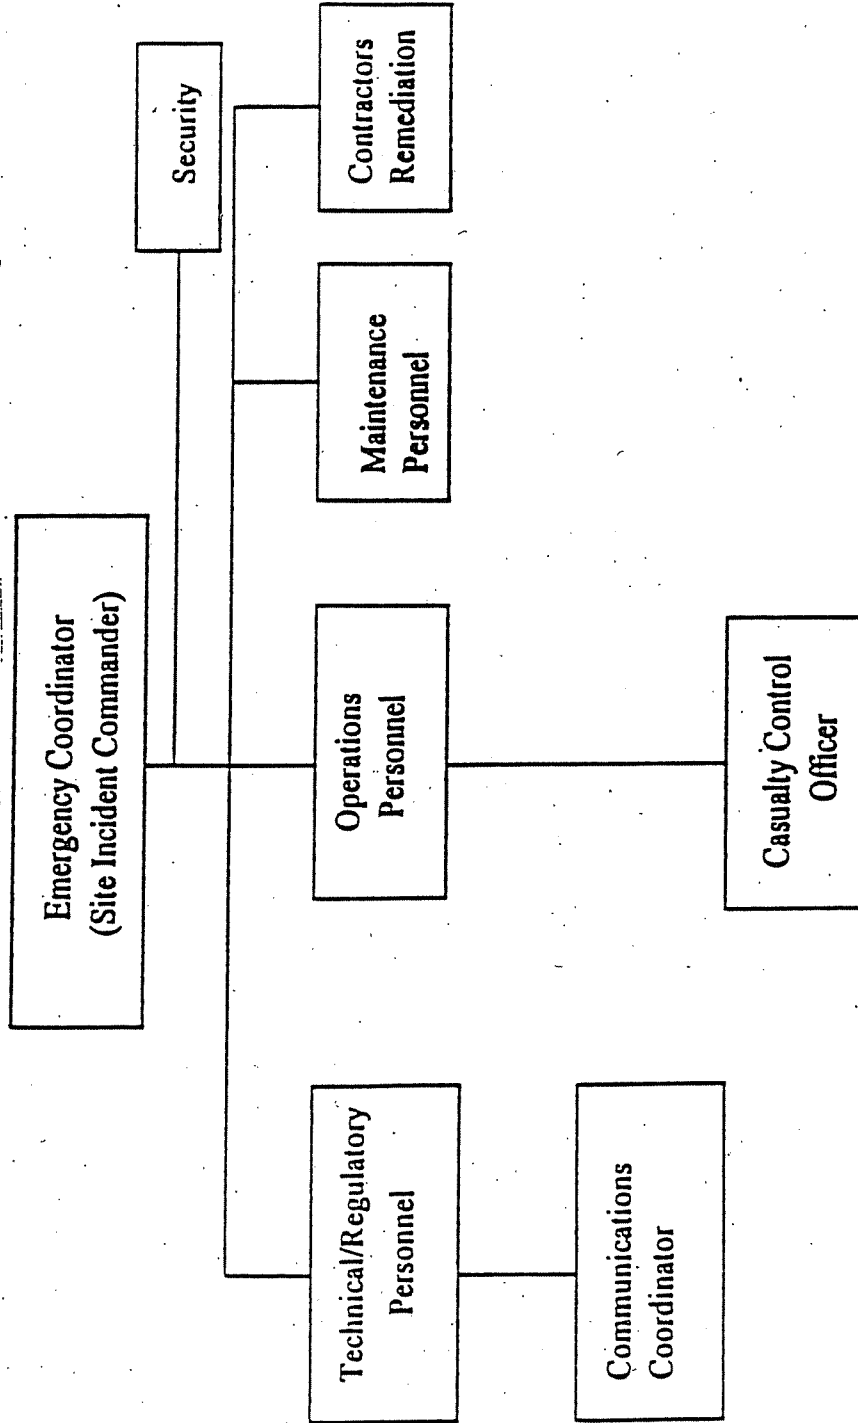 Emergency Coordinator
(Site Incident Commander)
Security
Technical/Regulatory
Personnel
Operations
Personnel
Maintenance
Personnel
Contractors
Remediation
Communications
Coordinator
Casualty Control
Officer